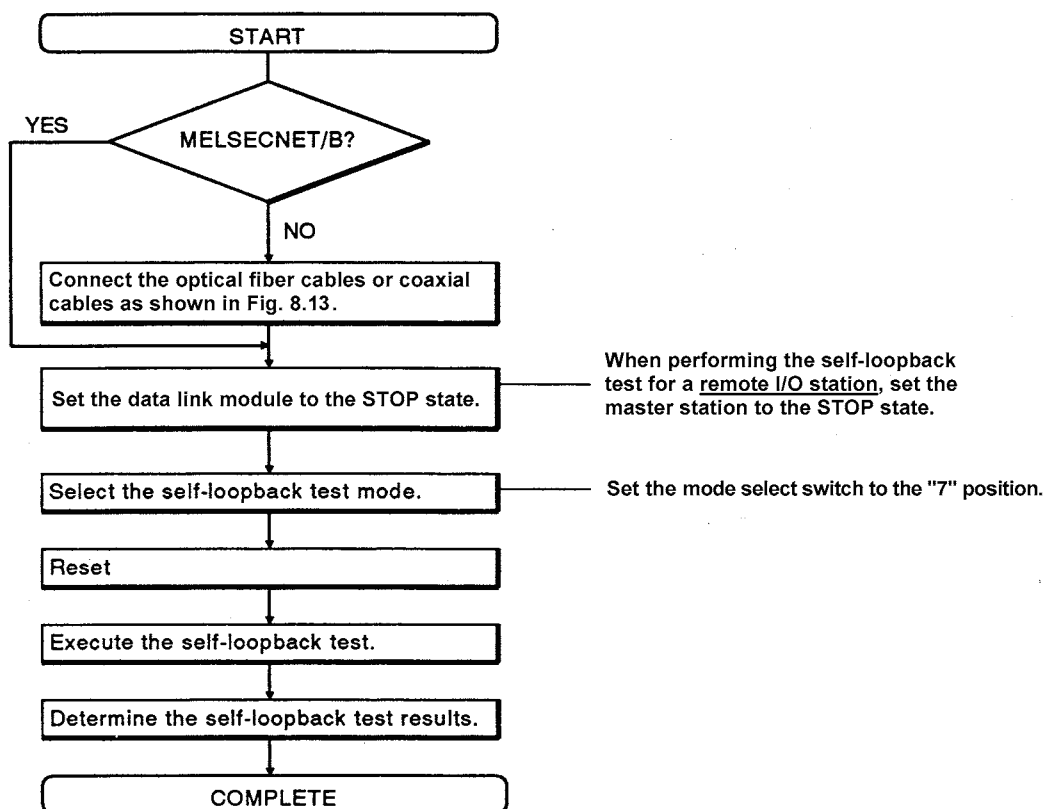 START
YES
MELSECNET/B?
NO
Connect the optical fiber cables or coaxial
cables as shown in Fig. 8.13.
Set the data link module to the STOP state.
When performing the self-loopback
test for a remote I/O station, set the
master station to the STOP state.
Select the self-loopback test mode.
Set the mode select switch to the "7" position.
Reset
Execute the self-loopback test.
Determine the self-loopback test results.
COMPLETE